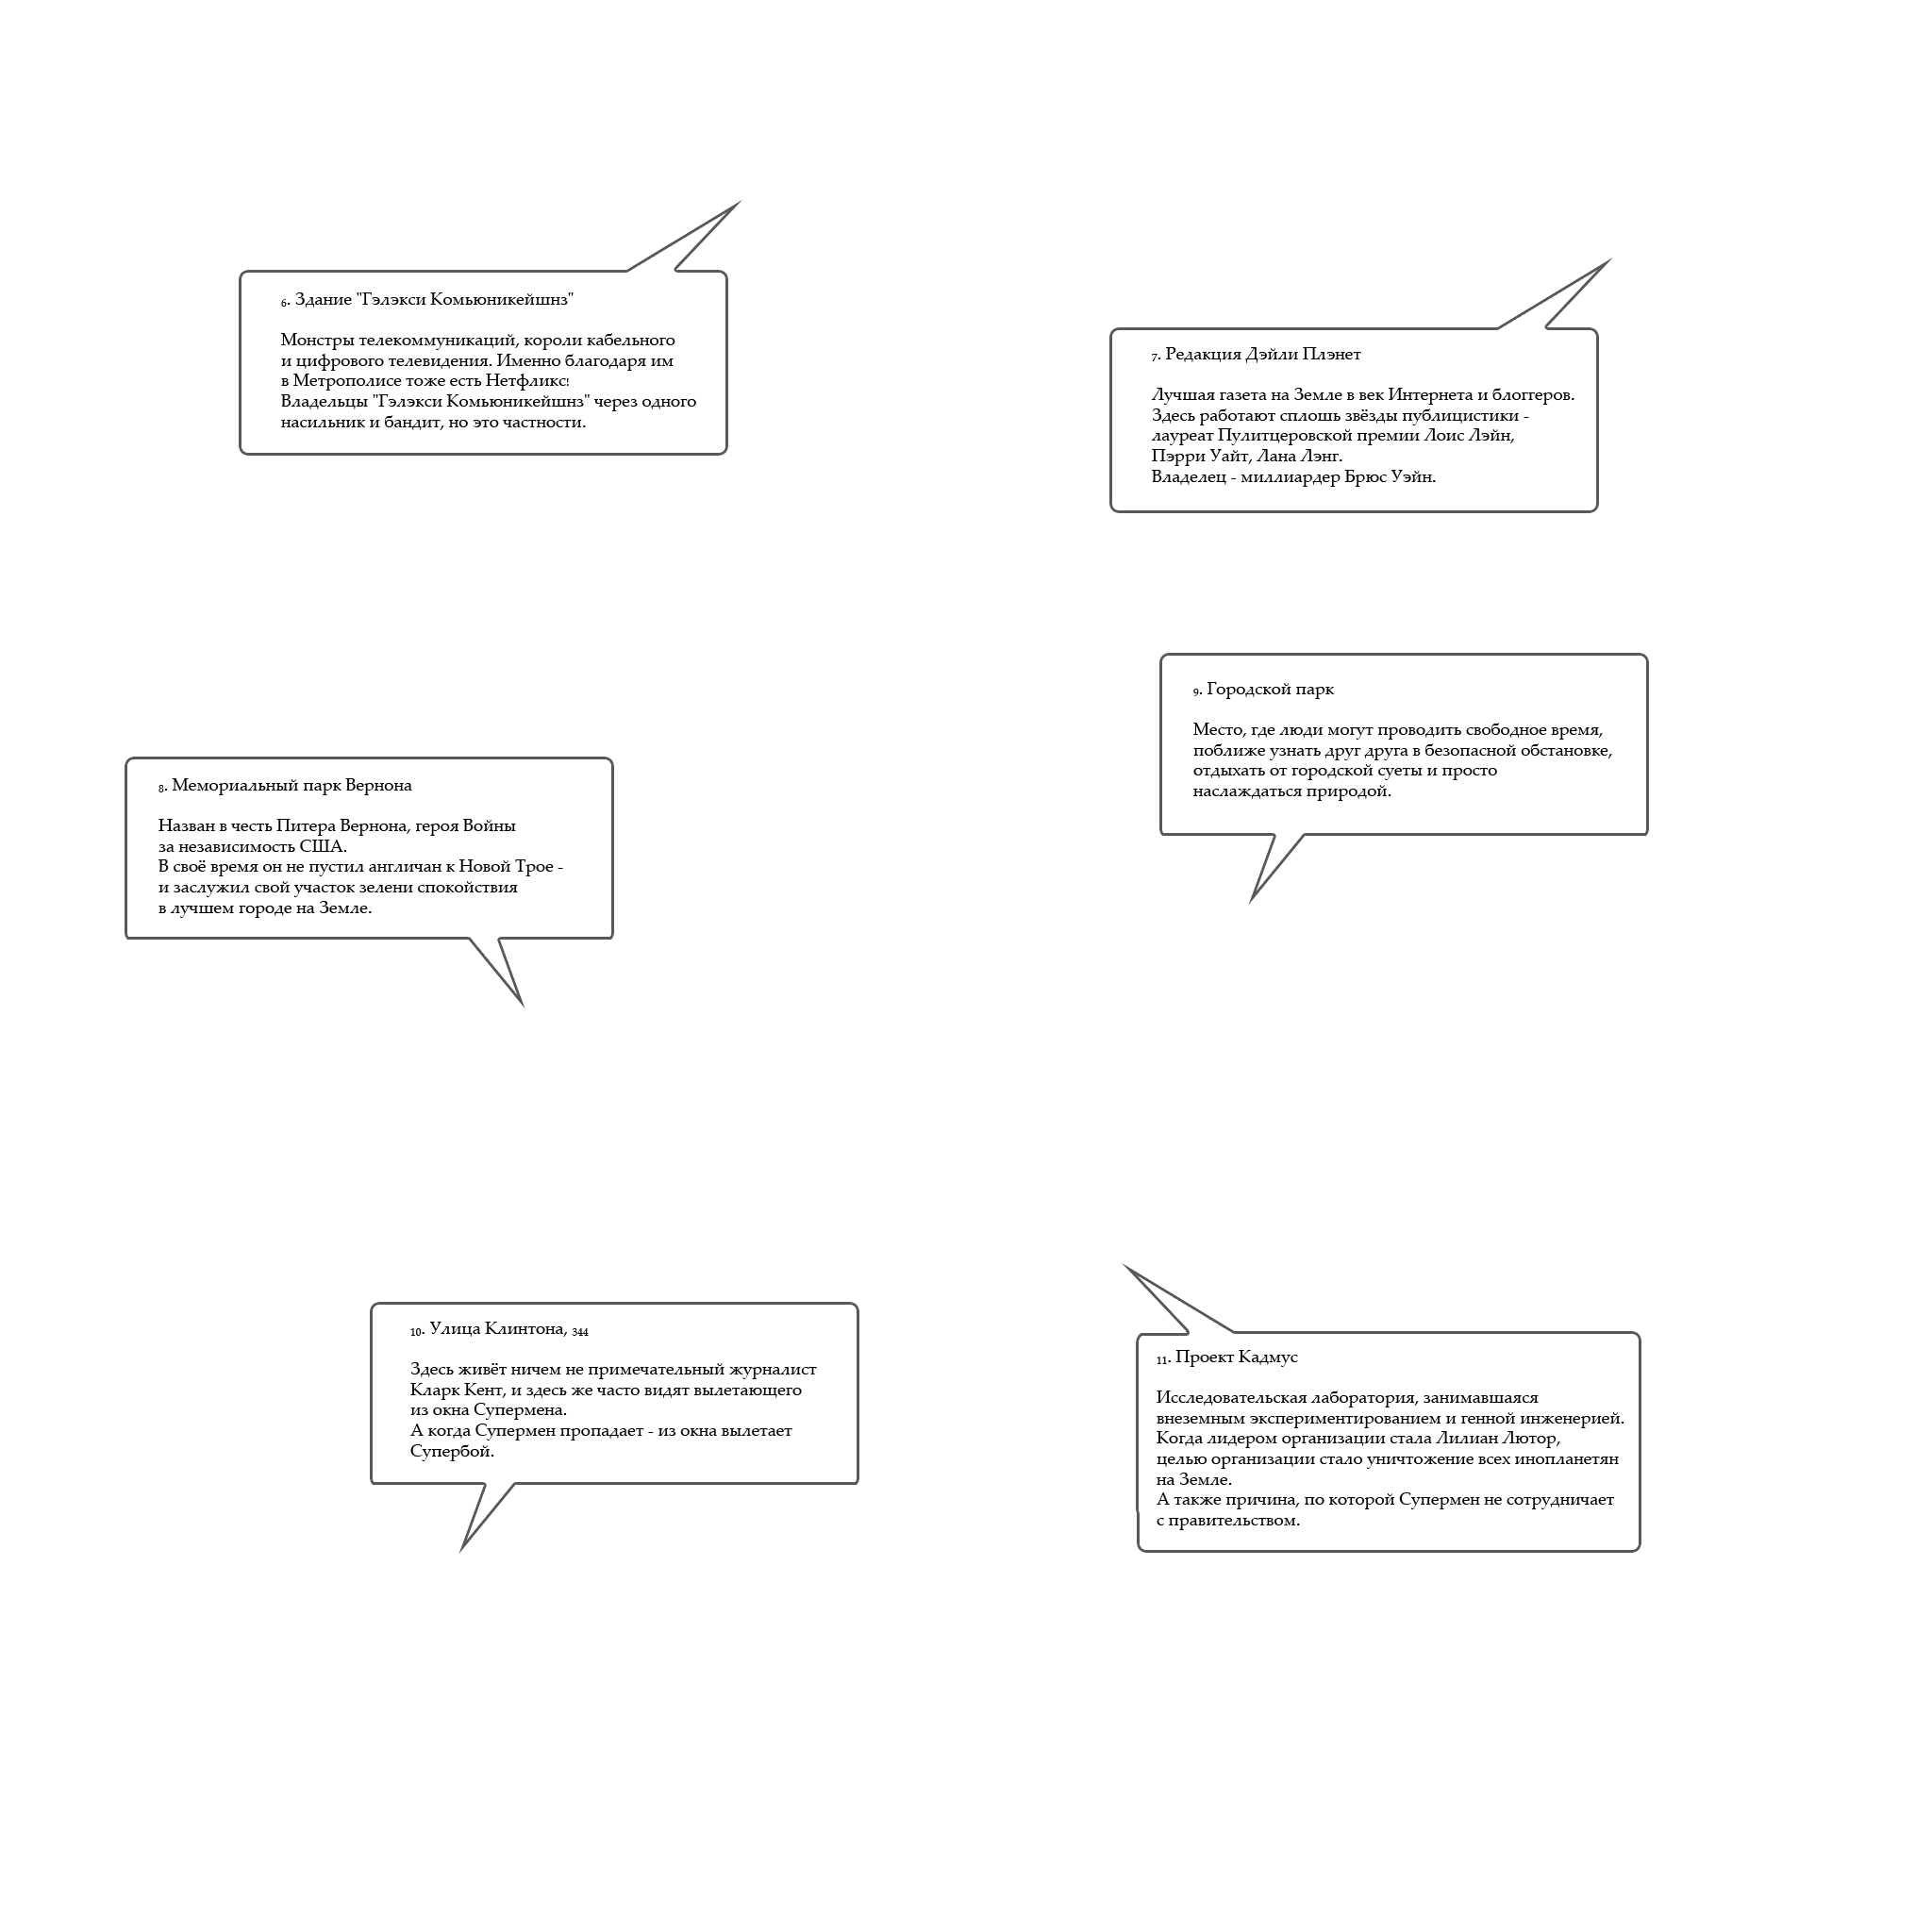 6. Здание "Гэлэкси Комьюникейшнз"
Монстры телекоммуникаций, короли кабельного
и цифрового телевидения. Именно благодаря им
в Метрополисе тоже есть Нетфликс!
Владельцы "Гэлэкси Комьюникейшнз" через одного
насильник и бандит, но это частности.
7. Редакция Дэйли Плэнет
Лучшая газета на Земле в век Интернета и блоггеров.
Здесь работают сплошь звёзды публицистики -
лауреат Пулитцеровской премии Лоис Лэйн,
Пэрри Уайт, Лана Лэнг.
Владелец - миллиардер Брюс Уэйн.
8. Мемориальный парк Вернона
Назван в честь Питера Вернона, героя Войны
за независимость США.
В своё время он не пустил англичан к Новой Трое -
и заслужил свой участок зелени спокойствия
в лучшем городе на Земле.
9. Городской парк
Место, где люди могут проводить свободное время,
поближе узнать друг друга в безопасной обстановке,
отдыхать от городской суеты и просто
наслаждаться природой.
10. Улица Клинтона, 344
Здесь живёт ничем не примечательный журналист
Кларк Кент, и здесь же часто видят вылетающего
из окна Супермена.
А когда Супермен пропадает - из окна вылетает
Супербой.
11. Проект Кадмус
Исследовательская лаборатория, занимавшаяся
внеземным экспериментированием и генной инженерией.
Когда лидером организации стала Лилиан Лютор,
целью организации стало уничтожение всех инопланетян
на Земле.
А также причина, по которой Супермен не сотрудничает
с правительством.